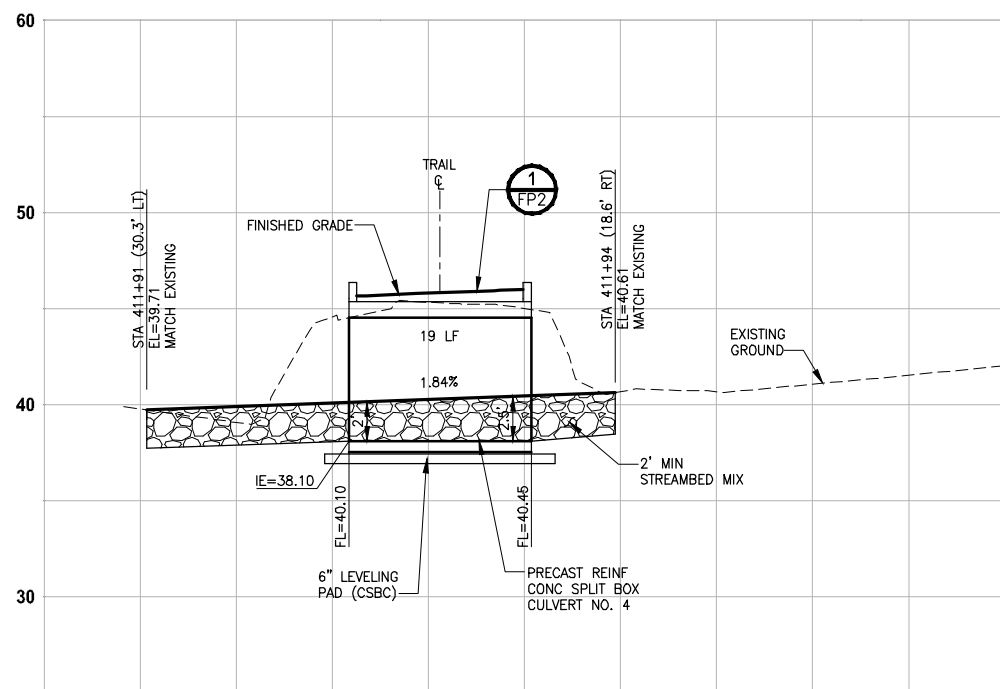 60
50
40
30
TRAIL
℄
1
FP2
FINISHED GRADE
STA 411+91 (30.3' LT)
EL=39.71
MATCH EXISTING
STA 411+94 (18.6' RT)
EL=40.61
MATCH EXISTING
EXISTING
GROUND
19 LF
1.84%
2'
2.3'
IE=38.10
FL=40.10
FL=40.45
2' MIN
STREAMBED MIX
6" LEVELING
PAD (CSBC)
PRECAST REINF
CONC SPLIT BOX
CULVERT NO. 4